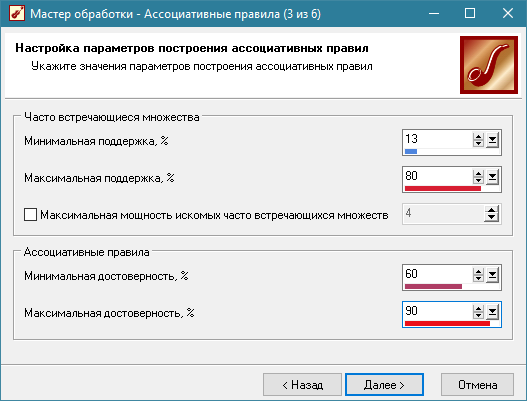 Мастер обработки - Ассоциативные правила (3 из 6)
Настройка параметров построения ассоциативных правил
Укажите значения параметров построения ассоциативных правил
Часто встречающиеся множества
Минимальная поддержка, %
13
Максимальная поддержка, %
80
Максимальная мощность искомых часто встречающихся множеств
4
Ассоциативные правила
Минимальная достоверность, %
60
Максимальная достоверность, %
90
< Назад
Далее >
Отмена